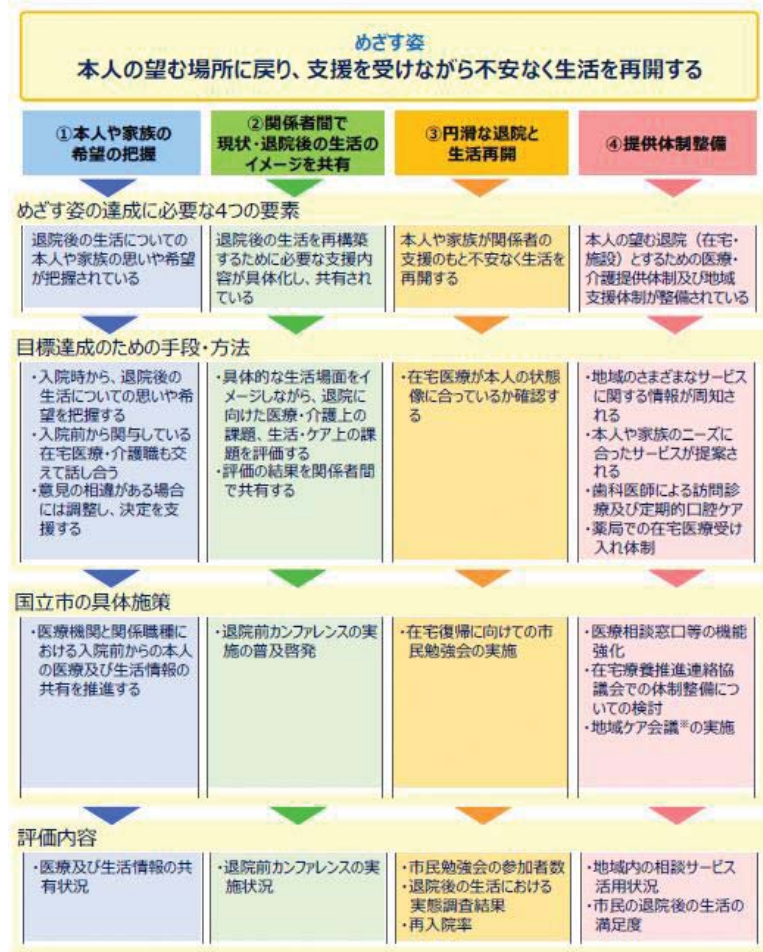 めざす姿
本人の望む場所に戻り、支援を受けながら不安なく生活を再開する
①本人や家族の
希望の把握
②関係者間で
現状・退院後の生活の
イメージを共有
③円滑な退院と
生活再開
④提供体制整備
めざす姿の達成に必要な4つの要素
退院後の生活についての
本人や家族の思いや希望
が把握されている
退院後の生活を再構築
するために必要な支援内
容が具体化し、共有され
ている
本人や家族が関係者の
支援のもと不安なく生活を
再開する
本人の望む退院（在宅・
施設）とするための医療・
介護提供体制及び地域
支援体制が整備されている
目標達成のための手段・方法
・入院時から、退院後の
生活についての思いや希
望を把握する
・入院前から関与している
在宅医療・介護職も交
えて話し合う
・意見の相違がある場合
には調整し、決定を支
援する
・具体的な生活場面をイ
メージしながら、退院に
向けた医療・介護上の
課題、生活・ケア上の課
題を評価する
・評価の結果を関係者間
で共有する
・在宅医療が本人の状態
像に合っているか確認す
る
・地域のさまざまなサービス
に関する情報が周知さ
れる
・本人や家族のニーズに
合ったサービスが提案さ
れる
・歯科医師による訪問診
療及び定期的口腔ケア
・薬局での在宅医療受け
入れ体制
国立市の具体施策
・医療機関と関係職種に
おける入院前からの本人
の医療及び生活情報の
共有を推進する
・退院前カンファレンスの実
施の普及啓発
・在宅復帰に向けての市
民勉強会の実施
・医療相談窓口等の機能
強化
・在宅療養推進連絡協
議会での体制整備につ
いての検討
・地域ケア会議※の実施
評価内容
・医療及び生活情報の共
有状況
・退院前カンファレンスの実
施状況
・市民勉強会の参加者数
・退院後の生活における
実態調査結果
・再入院率
・地域内の相談サービス
活用状況
・市民の退院後の生活の
満足度